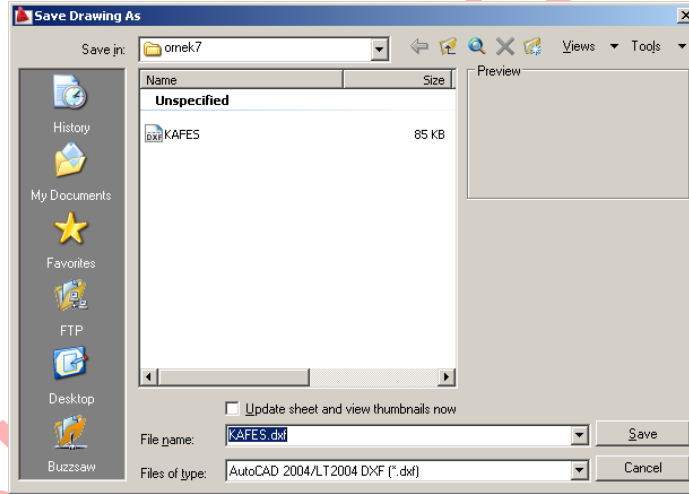 Save Drawing As
Save in: ornek7 Views Tools
History
My Documents
Favorites
FTP
Desktop
Buzzsaw
Name Size
Unspecified
KAFES 85 KB
Preview
Update sheet and view thumbnails now
File name: KAFES.dxf Save
Files of type: AutoCAD 2004/LT2004 DXF (*.dxf) Cancel